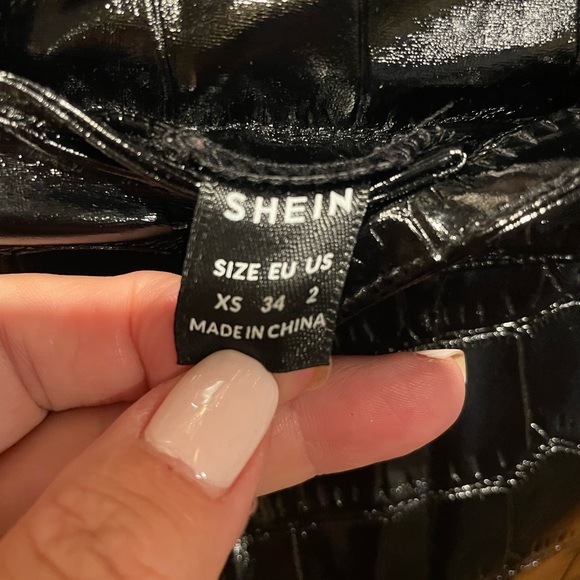 SHEIN
SIZE EU US
XS 34 2
MADE IN CHINA